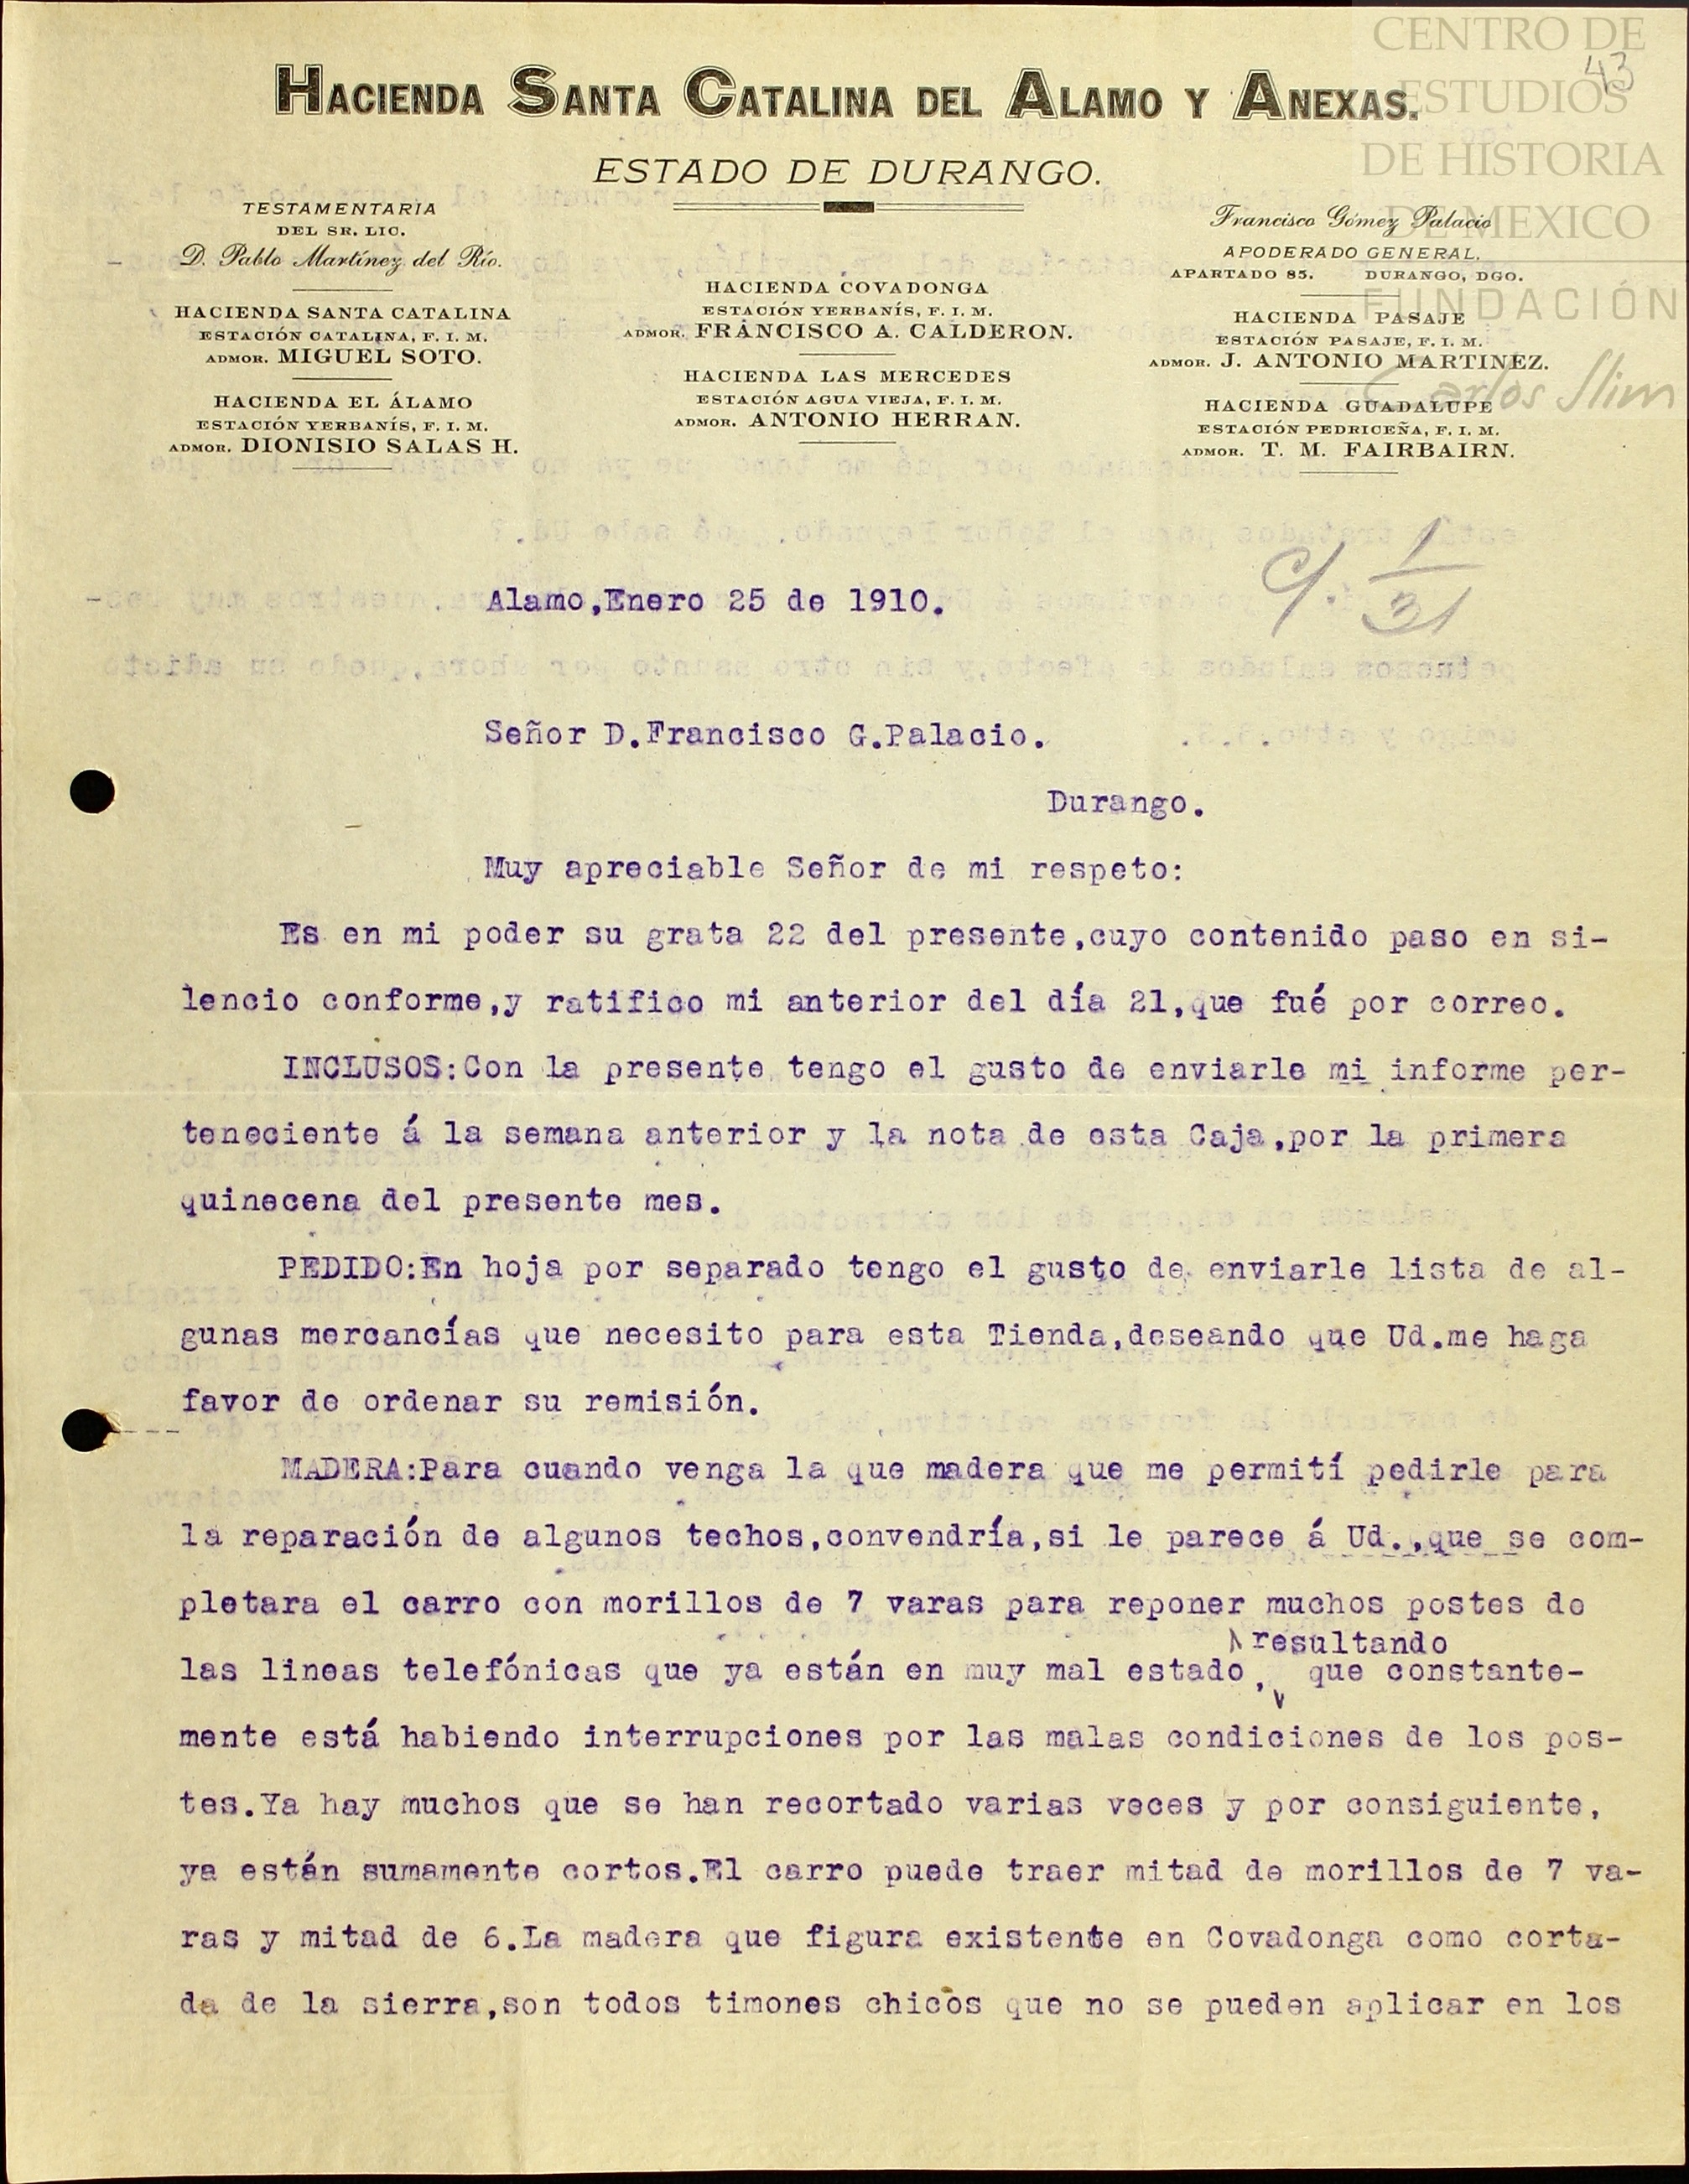 CENTRO DE
ESTUDIOS
DE HISTORIA
DE MEXICO
FUNDACIÓN
Carlos Slim
43
HACIENDA SANTA CATALINA DEL ALAMO Y ANEXAS.
ESTADO DE DURANGO.
TESTAMENTARIA
DEL SR. LIC.
D. Pablo Martínez del Río.
HACIENDA SANTA CATALINA
ESTACIÓN CATALINA, F. I. M.
ADMOR. MIGUEL SOTO.
HACIENDA EL ÁLAMO
ESTACIÓN YERBANÍS, F. I. M.
ADMOR. DIONISIO SALAS H.
HACIENDA COVADONGA
ESTACIÓN YERBANÍS, F. I. M.
ADMOR. FRANCISCO A. CALDERON.
HACIENDA LAS MERCEDES
ESTACIÓN AGUA VIEJA, F. I. M.
ADMOR. ANTONIO HERRAN.
Francisco Gómez Palacio
APODERADO GENERAL.
APARTADO 85. DURANGO, DGO.
HACIENDA PASAJE
ESTACIÓN PASAJE, F. I. M.
ADMOR. J. ANTONIO MARTINEZ.
HACIENDA GUADALUPE
ESTACIÓN PEDRICEÑA, F. I. M.
ADMOR. T. M. FAIRBAIRN.
c/. 1/31
Alamo,Enero 25 de 1910.
Señor D.Francisco G.Palacio.
Durango.
Muy apreciable Señor de mi respeto:
Es en mi poder su grata 22 del presente,cuyo contenido paso en si-
lencio conforme,y ratifico mi anterior del día 21,que fué por correo.
INCLUSOS:Con la presente tengo el gusto de enviarle mi informe per-
teneciente á la semana anterior y la nota de esta Caja,por la primera
quinecena del presente mes.
PEDIDO:En hoja por separado tengo el gusto de enviarle lista de al-
gunas mercancías que necesito para esta Tienda,deseando que Ud.me haga
favor de ordenar su remisión.
MADERA:Para cuando venga la que madera que me permití pedirle para
la reparación de algunos techos,convendría,si le parece á Ud.,que se com-
pletara el carro con morillos de 7 varas para reponer muchos postes de
resultando
las lineas telefónicas que ya están en muy mal estado, que constante-
mente está habiendo interrupciones por las malas condiciones de los pos-
tes.Ya hay muchos que se han recortado varias veces y por consiguiente,
ya están sumamente cortos.El carro puede traer mitad de morillos de 7 va-
ras y mitad de 6.La madera que figura existente en Covadonga como corta-
da de la sierra,son todos timones chicos que no se pueden aplicar en los